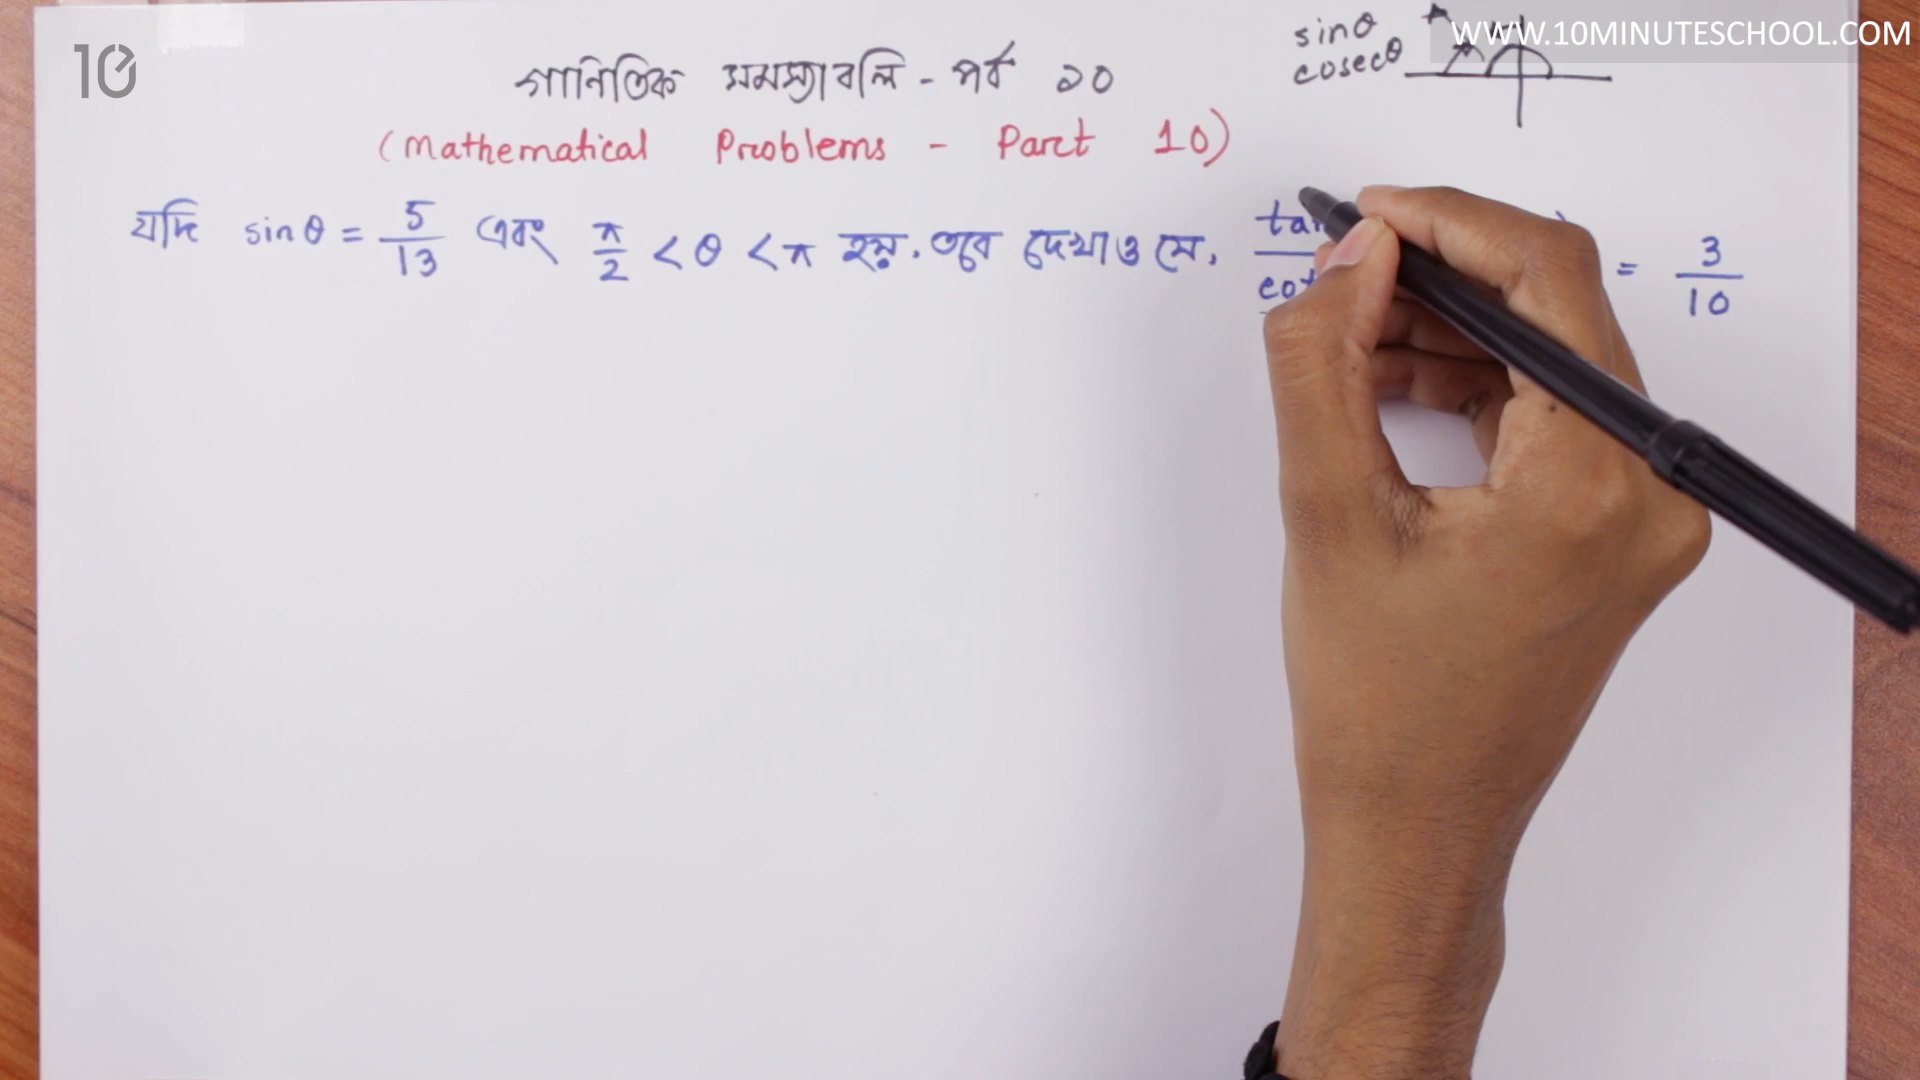 10
WWW.10MINUTESCHOOL.COM
sinθ
cosecθ
গানিতিক সমস্যাবলি - পর্ব ১০
(Mathematical Problems - Part 10)
যদি sinθ = 5/13 এবং π/2 < θ < π হয়, তবে দেখাও যে, = 3/10